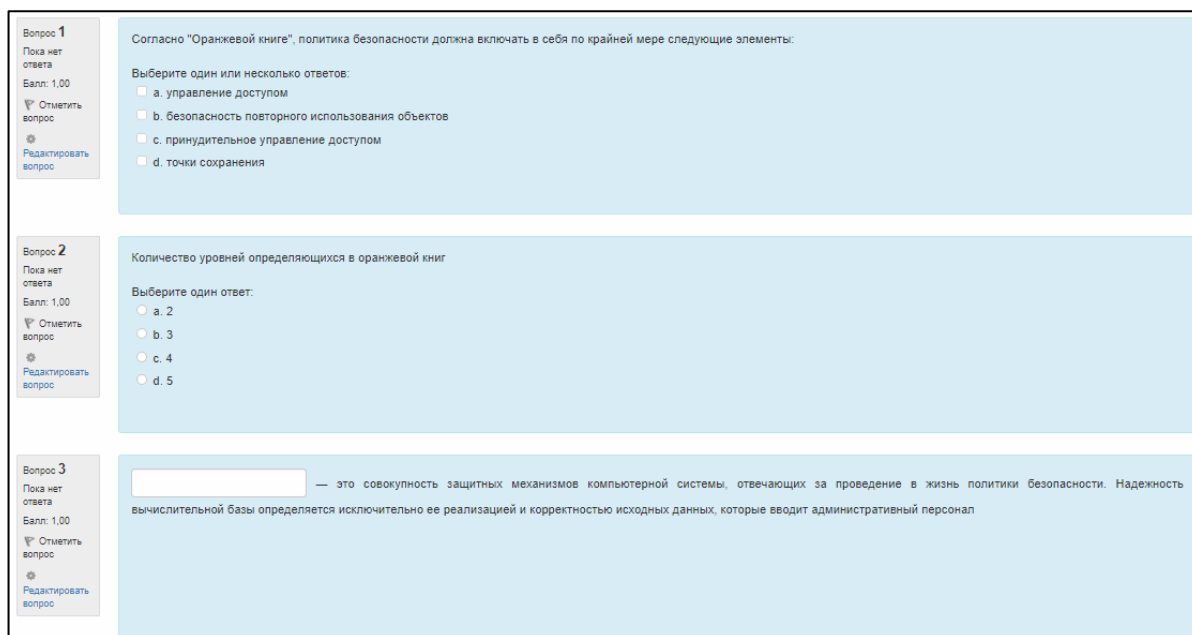 Вопрос 1
Пока нет
ответа
Балл: 1,00
Отметить
вопрос
Редактировать
вопрос
Согласно "Оранжевой книге", политика безопасности должна включать в себя по крайней мере следующие элементы:
Выберите один или несколько ответов:
a. управление доступом
b. безопасность повторного использования объектов
c. принудительное управление доступом
d. точки сохранения
Вопрос 2
Пока нет
ответа
Балл: 1,00
Отметить
вопрос
Редактировать
вопрос
Количество уровней определяющихся в оранжевой книг
Выберите один ответ:
a. 2
b. 3
c. 4
d. 5
Вопрос 3
Пока нет
ответа
Балл: 1,00
Отметить
вопрос
Редактировать
вопрос
— это совокупность защитных механизмов компьютерной системы, отвечающих за проведение в жизнь политики безопасности. Надежность
вычислительной базы определяется исключительно ее реализацией и корректностью исходных данных, которые вводит административный персонал